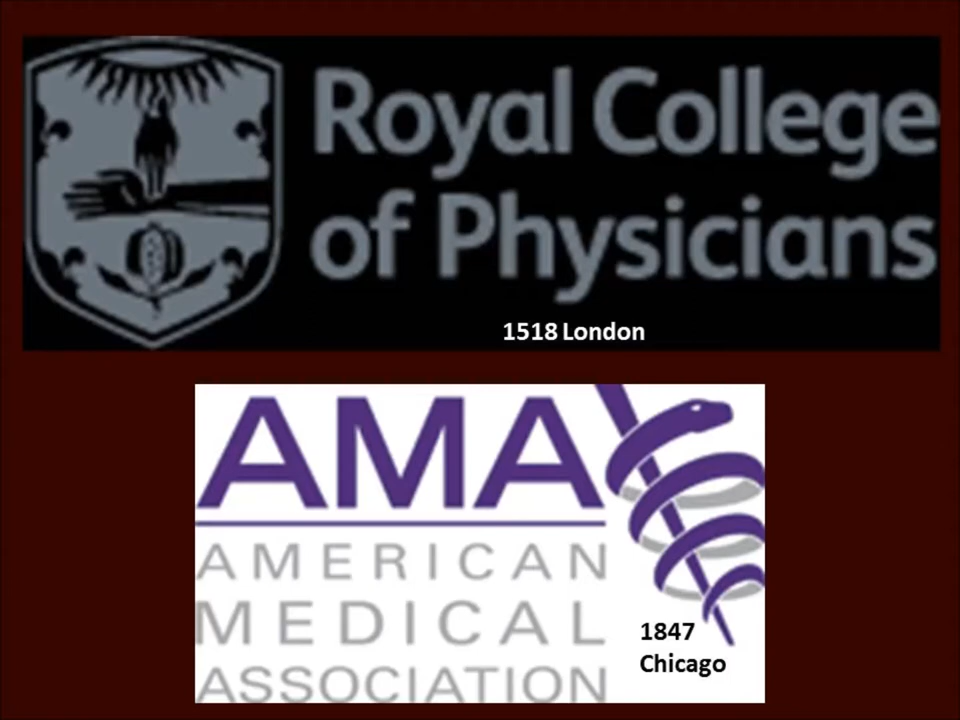 Royal College
of Physicians
1518 London
AMA
AMERICAN
MEDICAL
ASSOCIATION
1847
Chicago